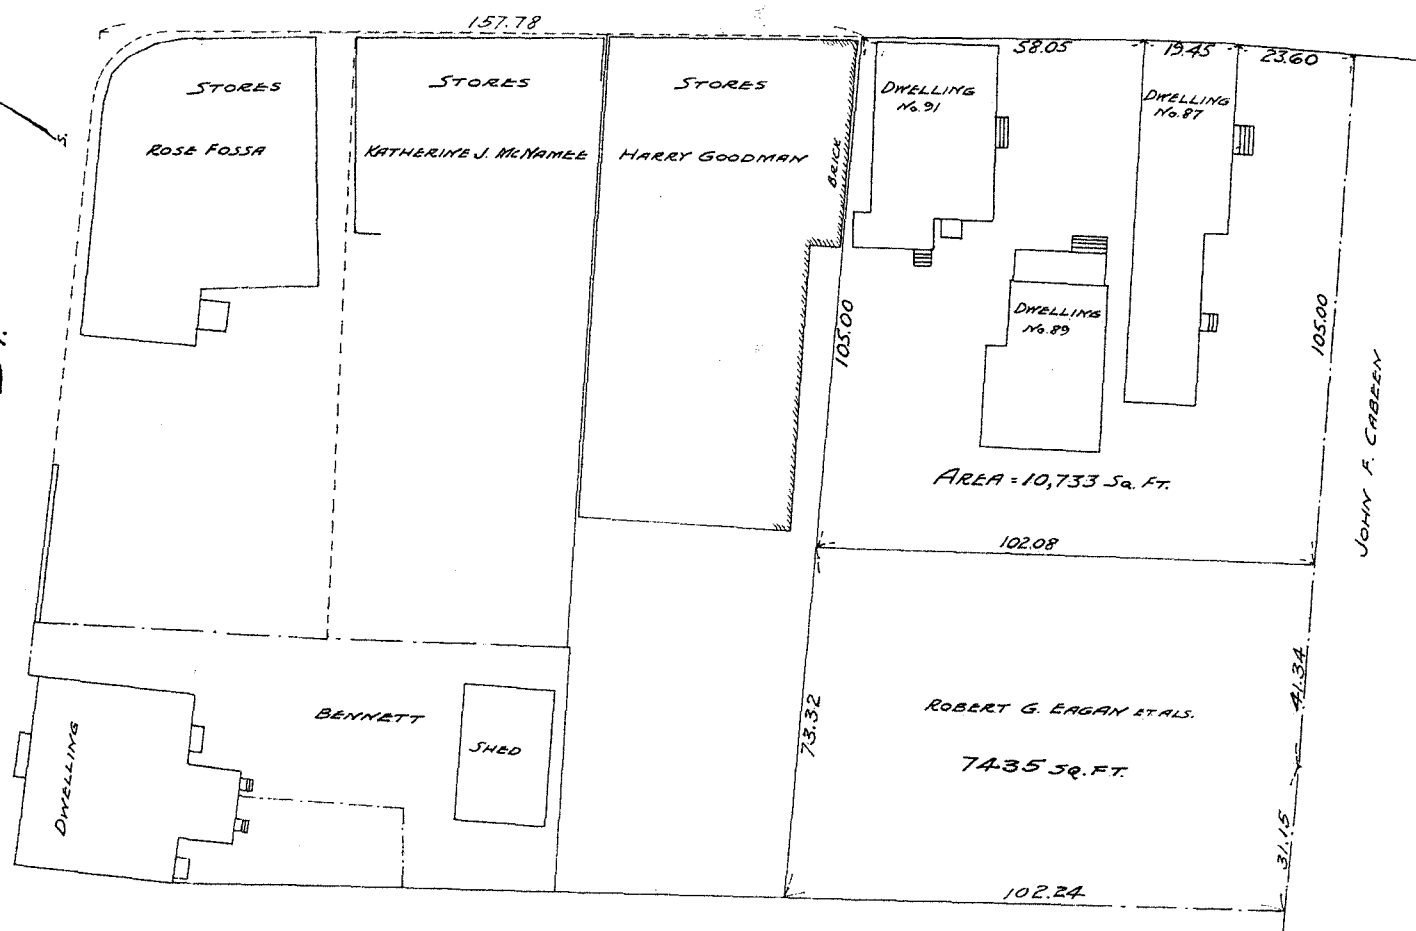 157.78
58.05
19.45
23.60
STORES
STORES
STORES
DWELLING
No. 91
DWELLING
No. 87
S.
ROSE FOSSA
KATHERINE J. McNAMEE
HARRY GOODMAN
BRICK
105.00
DWELLING
No. 89
105.00
T.
JOHN F. CABEEN
AREA = 10,733 SQ. FT.
102.08
BENNETT
SHED
DWELLING
73.32
ROBERT G. EAGAN ET ALS.
7435 SQ. FT.
41.34
31.15
102.24